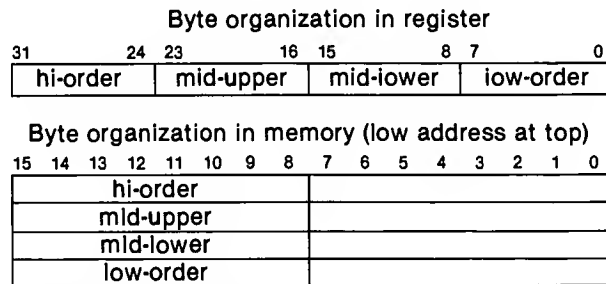 Byte organization in register
31 24 23 16 15 8 7 0
hi-order mid-upper mid-lower low-order
Byte organization in memory (low address at top)
15 14 13 12 11 10 9 8 7 6 5 4 3 2 1 0
hi-order
mid-upper
mid-lower
low-order